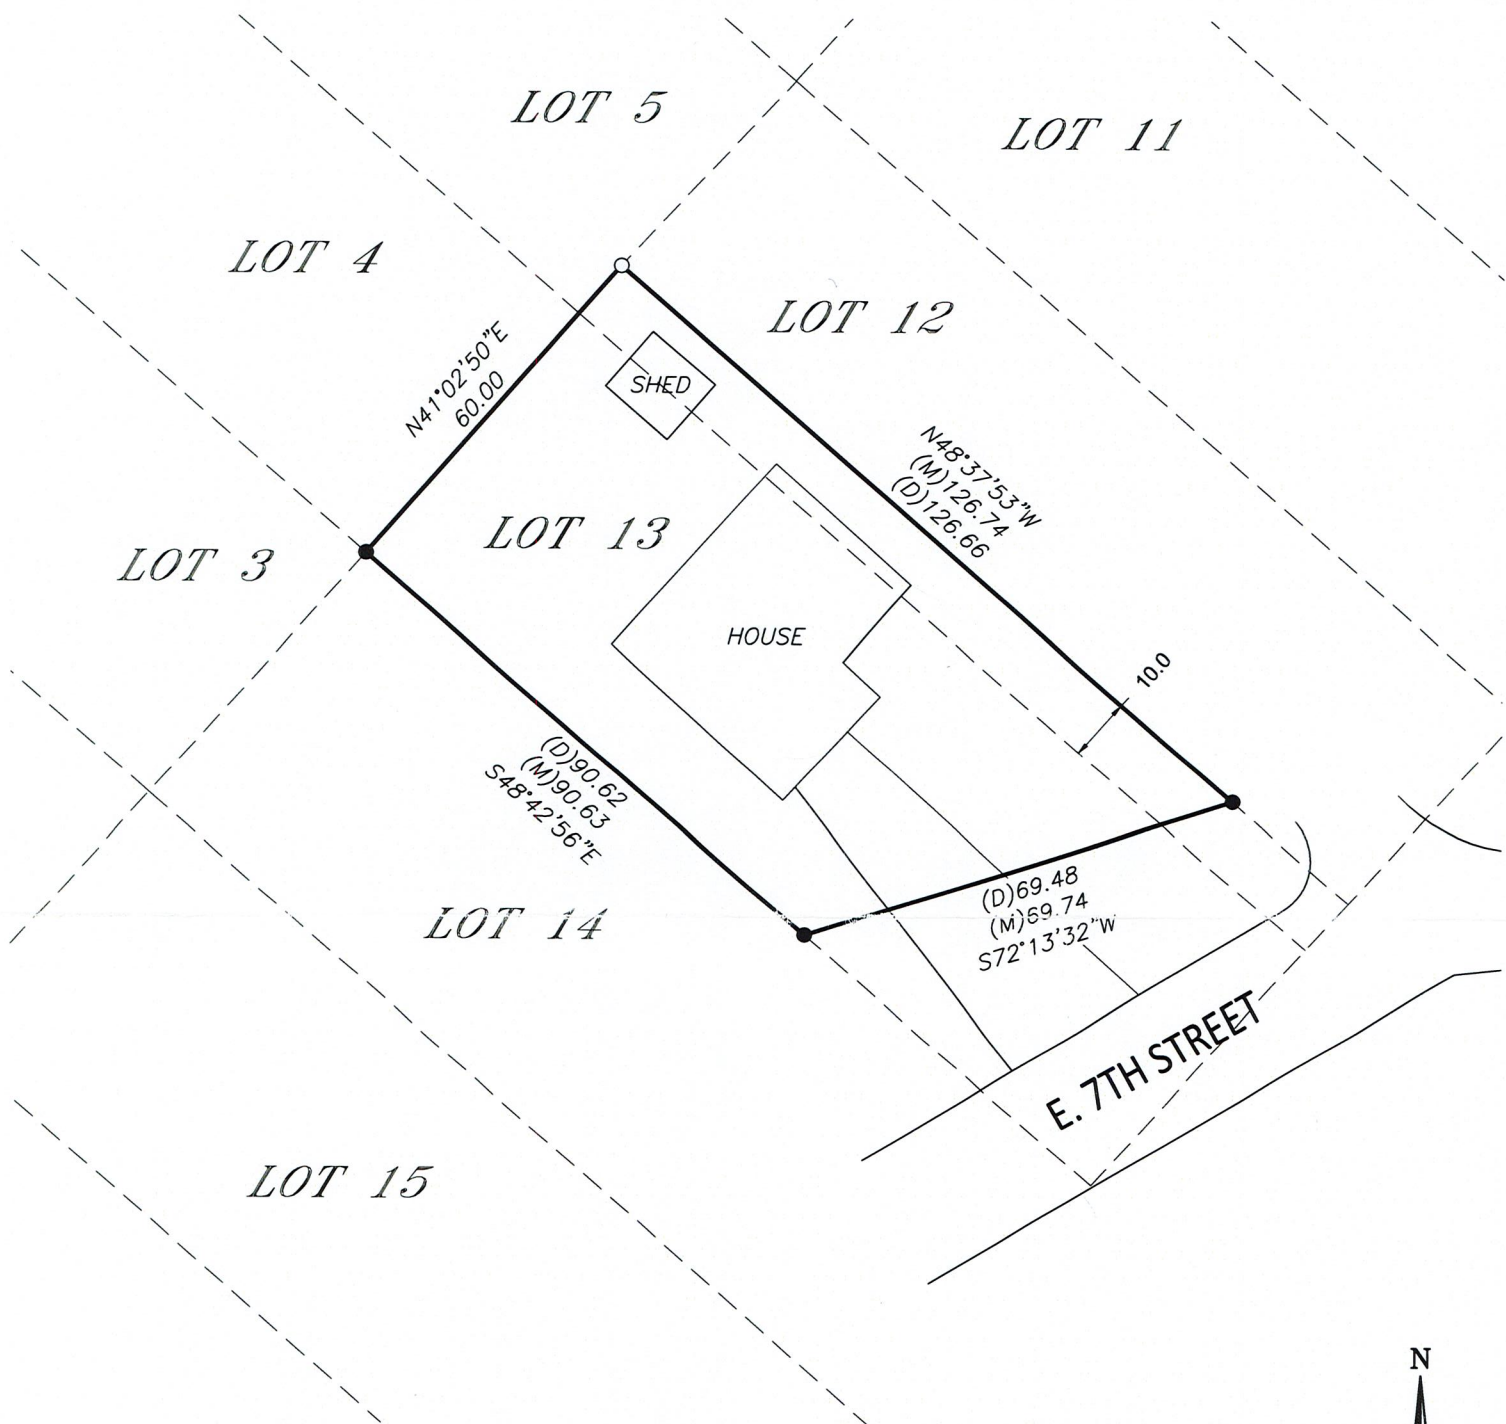 LOT 5
LOT 11
LOT 4
LOT 12
N41°02'50"E
60.00
SHED
N48°37'53"W
(M)126.74
(D)126.66
LOT 13
LOT 3
HOUSE
10.0
(D)90.62
(M)90.63
S48°42'56"E
(D)69.48
(M)69.74
S72°13'32"W
LOT 14
E. 7TH STREET
LOT 15
N